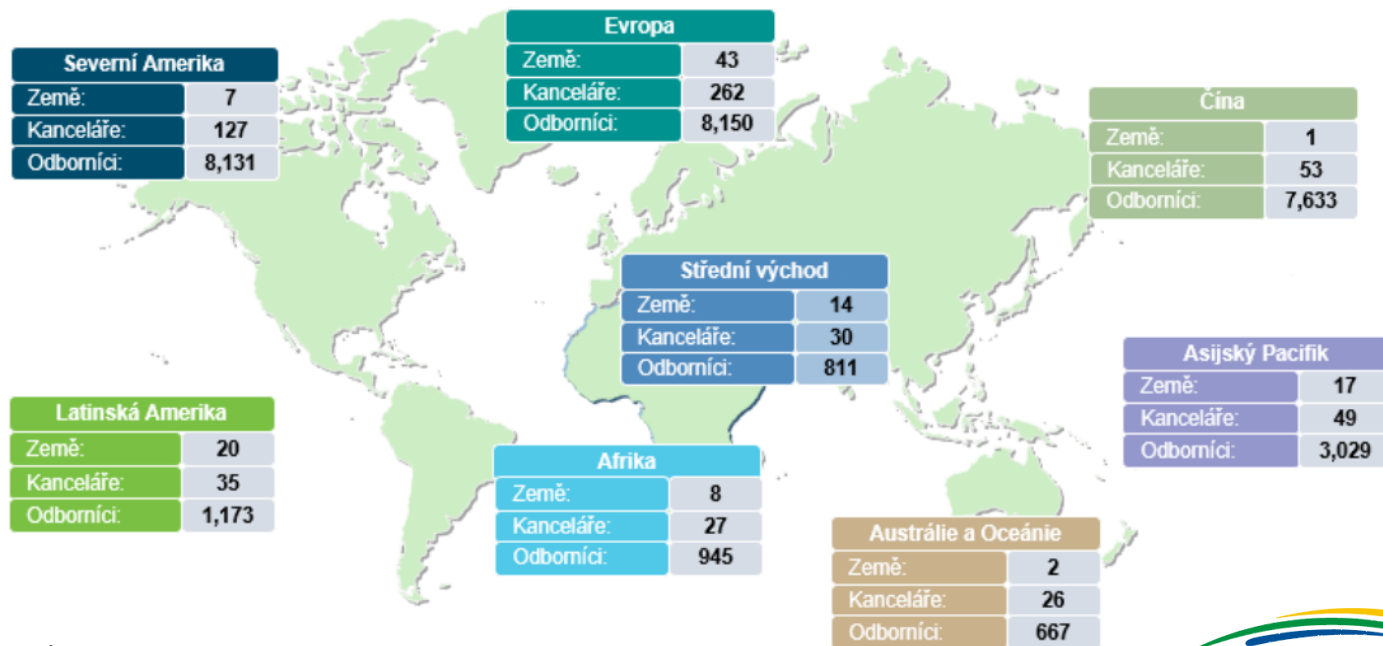 Evropa
Země: 43
Kanceláře: 262
Odborníci: 8,150
Severní Amerika
Země: 7
Kanceláře: 127
Odborníci: 8,131
Čína
Země: 1
Kanceláře: 53
Odborníci: 7,633
Střední východ
Země: 14
Kanceláře: 30
Odborníci: 811
Asijský Pacifik
Země: 17
Kanceláře: 49
Odborníci: 3,029
Latinská Amerika
Země: 20
Kanceláře: 35
Odborníci: 1,173
Afrika
Země: 8
Kanceláře: 27
Odborníci: 945
Austrálie a Oceánie
Země: 2
Kanceláře: 26
Odborníci: 667